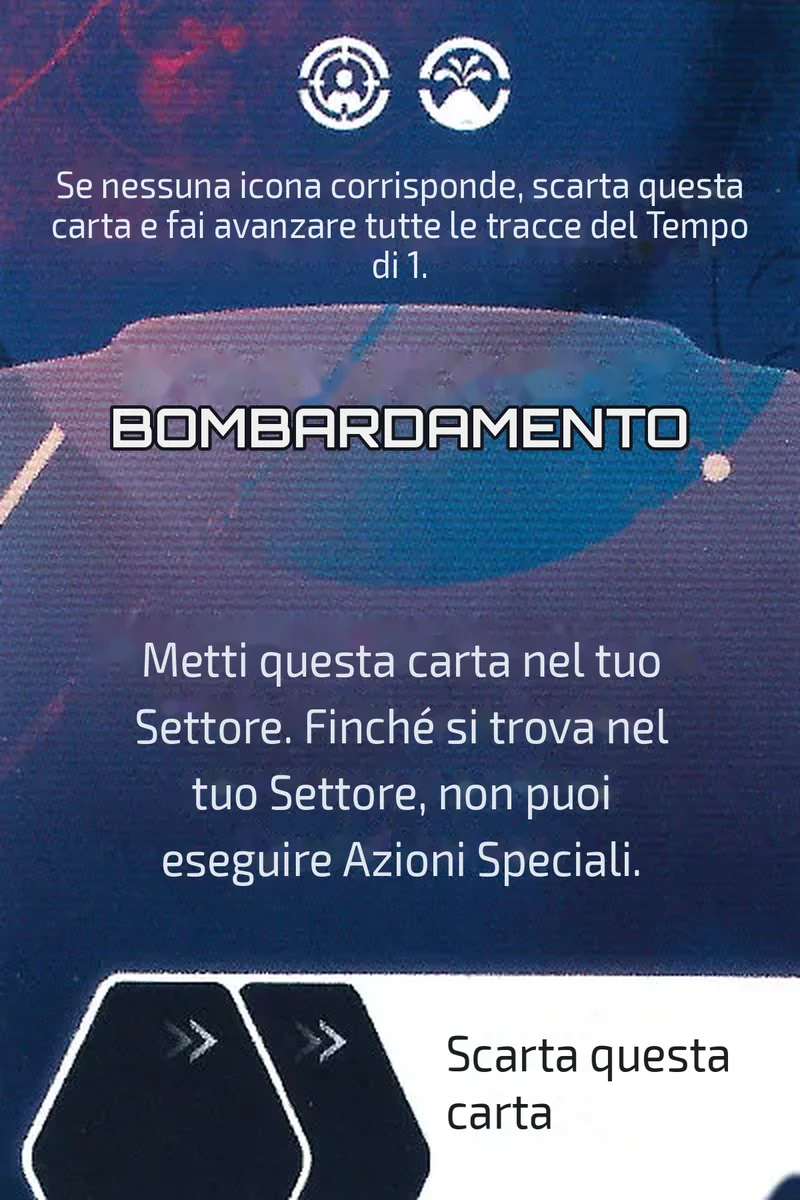 Se nessuna icona corrisponde, scarta questa
carta e fai avanzare tutte le tracce del Tempo
di 1.
BOMBARDAMENTO
Metti questa carta nel tuo
Settore. Finché si trova nel
tuo Settore, non puoi
eseguire Azioni Speciali.
Scarta questa
carta